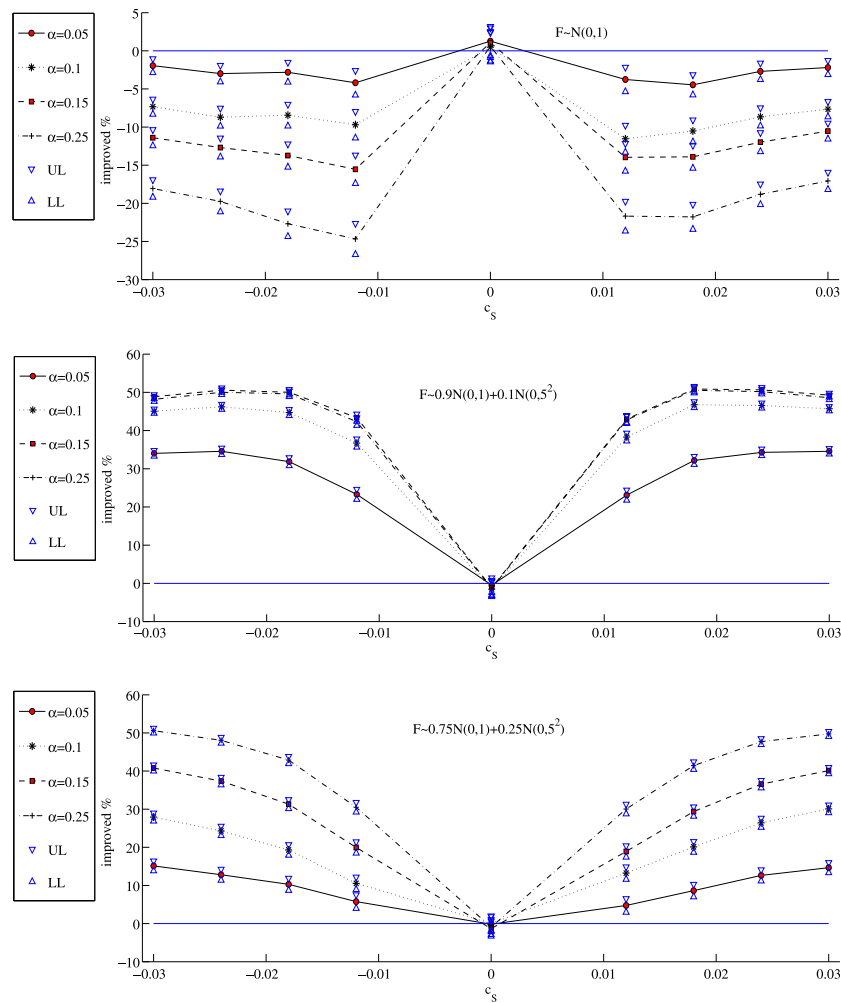 α=0.05
α=0.1
α=0.15
α=0.25
UL
LL
improved %
5
0
−5
−10
−15
−20
−25
−30
F~N(0,1)
−0.03
−0.02
−0.01
0
0.01
0.02
0.03
c_S
α=0.05
α=0.1
α=0.15
α=0.25
UL
LL
improved %
60
50
40
30
20
10
0
−10
F~0.9N(0,1)+0.1N(0,5²)
−0.03
−0.02
−0.01
0
0.01
0.02
0.03
c_S
α=0.05
α=0.1
α=0.15
α=0.25
UL
LL
improved %
60
50
40
30
20
10
0
−10
F~0.75N(0,1)+0.25N(0,5²)
−0.03
−0.02
−0.01
0
0.01
0.02
0.03
c_S